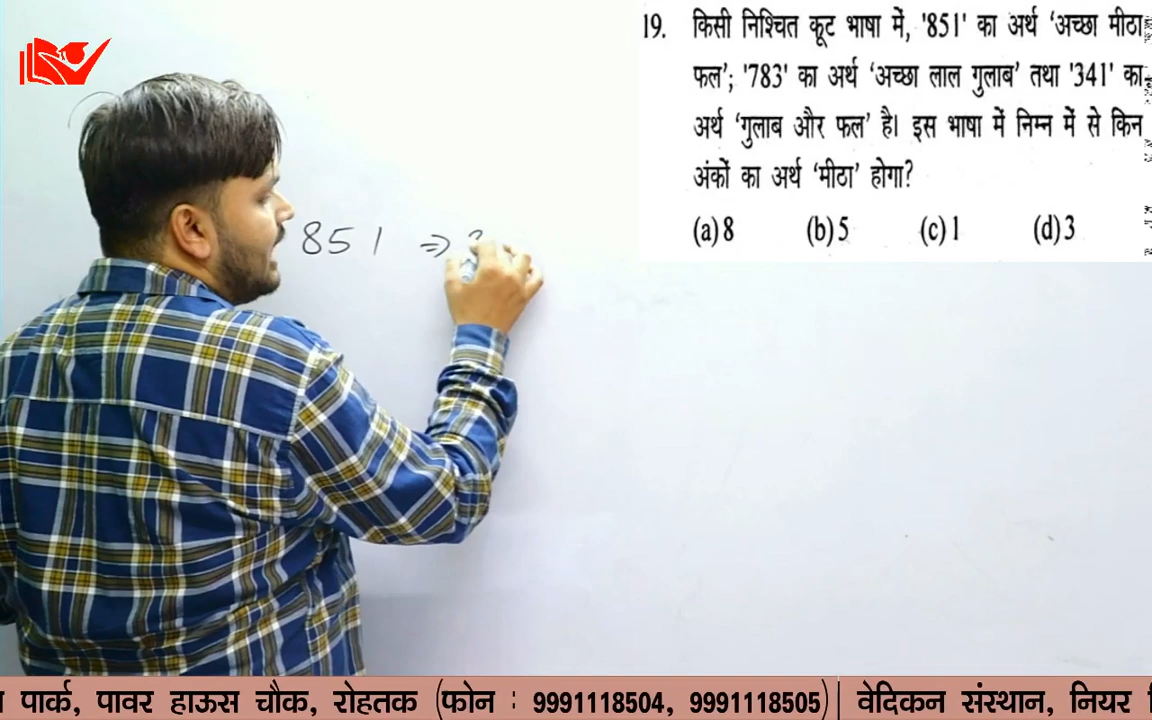 19. किसी निश्चित कूट भाषा में, '851' का अर्थ 'अच्छा मीठा
फल'; '783' का अर्थ 'अच्छा लाल गुलाब' तथा '341' का
अर्थ 'गुलाब और फल' है। इस भाषा में निम्न में से किन
अंकों का अर्थ 'मीठा' होगा?
(a) 8 (b) 5 (c) 1 (d) 3
851 ⇒
पार्क, पावर हाऊस चौक, रोहतक (फोन : 9991118504, 9991118505) | वेदिकन संस्थान, नियर